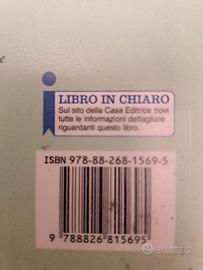 e
LIBRO IN CHIARO
Sul sito della Casa Editrice trovi
tutte le informazioni dettagliate
riguardanti questo libro.
ISBN 978-88-268-1569-5
9 788826 815695
subito